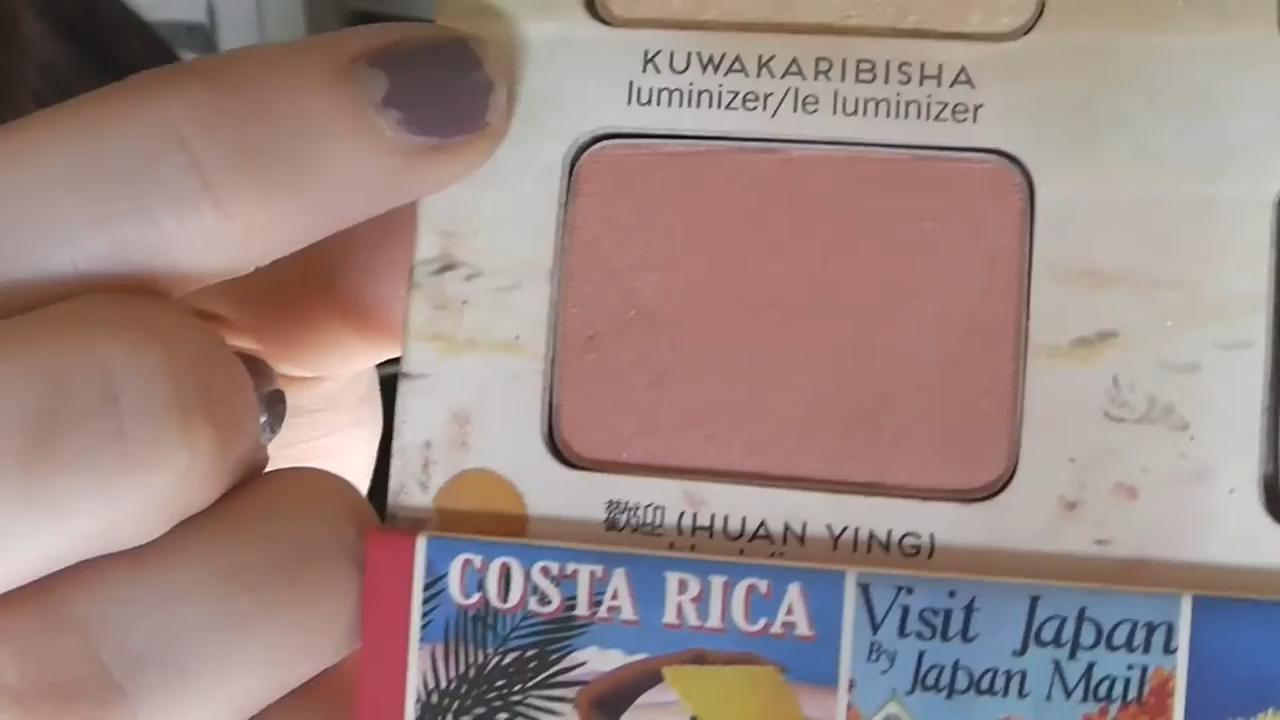 KUWAKARIBISHA
luminizer/le luminizer
歡迎 (HUAN YING)
COSTA RICA
Visit Japan
By Japan Mail